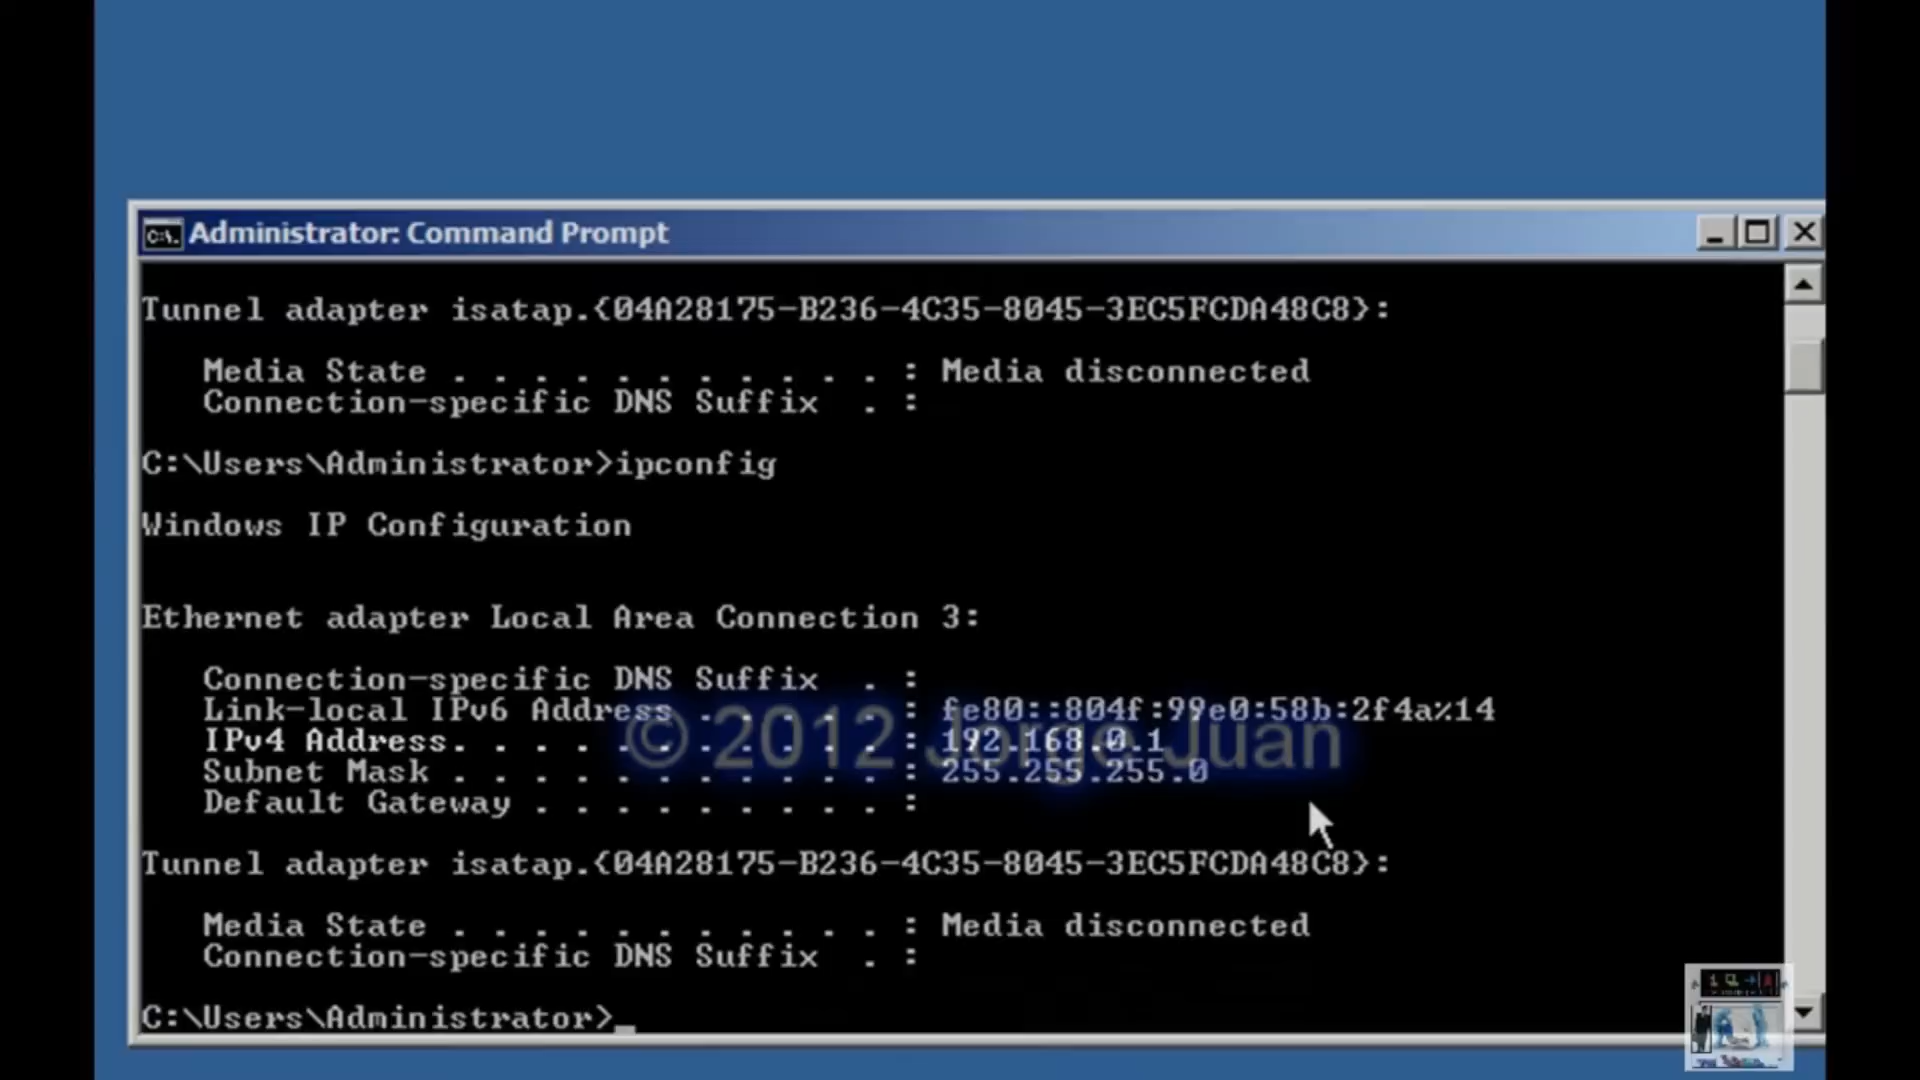 Administrator: Command Prompt
Tunnel adapter isatap.{04A28175-B236-4C35-8045-3EC5FCDA48C8}:
Media State . . . . . . . . . . . : Media disconnected
Connection-specific DNS Suffix  . :
C:\Users\Administrator>ipconfig
Windows IP Configuration
Ethernet adapter Local Area Connection 3:
Connection-specific DNS Suffix  . :
Link-local IPv6 Address . . . . . : fe80::804f:99e0:58b:2f4a%14
IPv4 Address. . . . . . . . . . . : 192.168.0.1
© 2012 Jorge Juan
Subnet Mask . . . . . . . . . . . : 255.255.255.0
Default Gateway . . . . . . . . . :
Tunnel adapter isatap.{04A28175-B236-4C35-8045-3EC5FCDA48C8}:
Media State . . . . . . . . . . . : Media disconnected
Connection-specific DNS Suffix  . :
C:\Users\Administrator>_